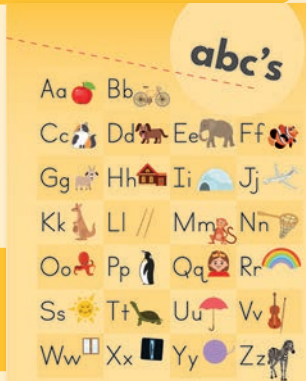 abc's
Aa Bb
Cc Dd Ee Ff
Gg Hh Ii Jj
Kk Ll Mm Nn
Oo Pp Qq Rr
Ss Tt Uu Vv
Ww Xx Yy Zz